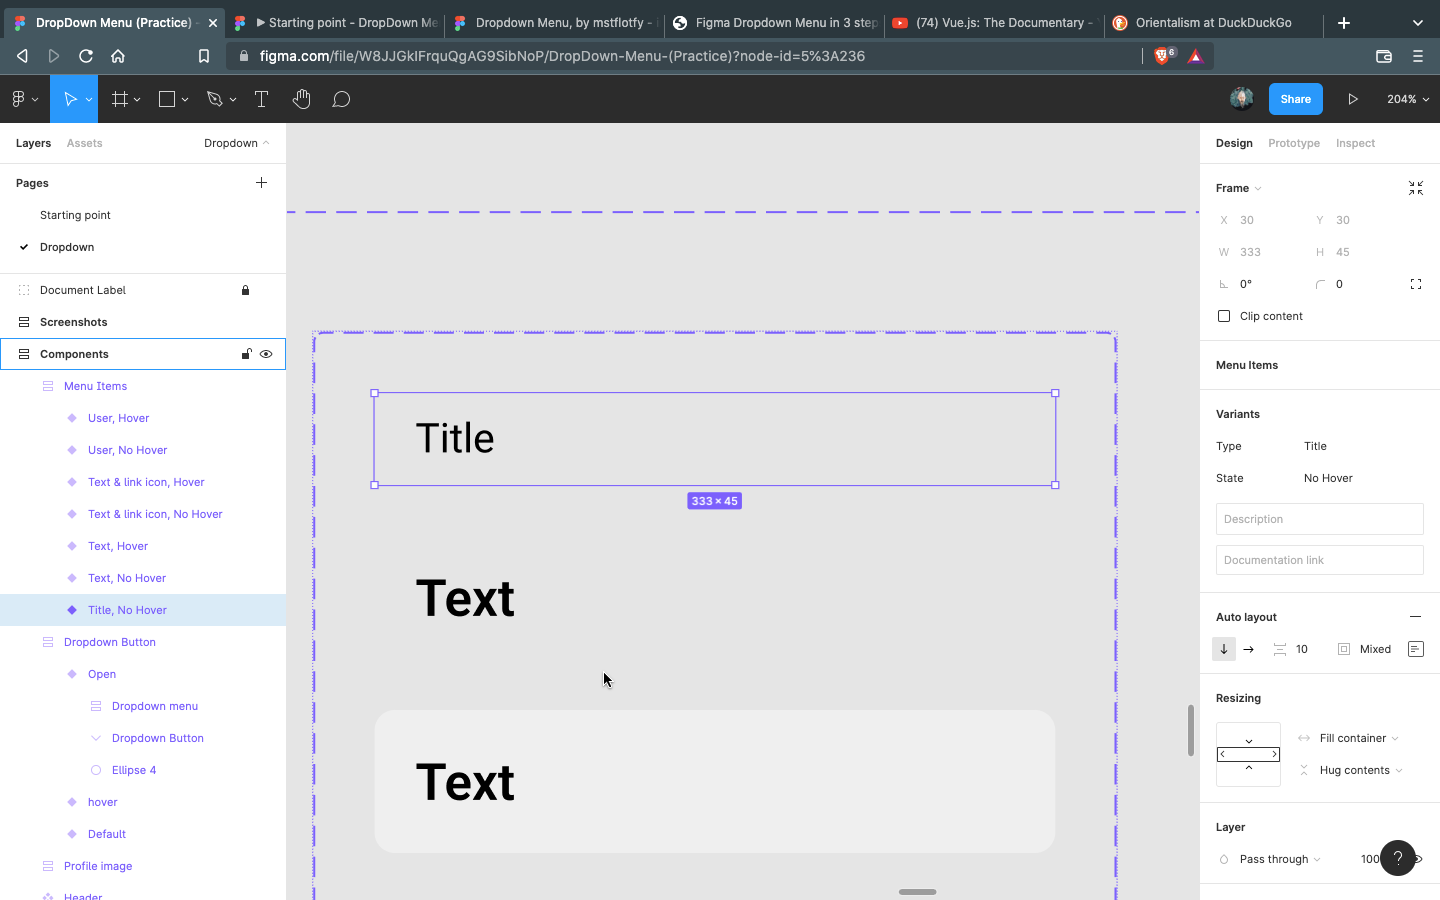 DropDown Menu (Practice) -
Starting point - DropDown Me
DropDown Menu, by mstflotfy -
Figma Dropdown Menu in 3 step
(74) Vue.js: The Documentary -
Orientalism at DuckDuckGo
figma.com/file/W8JJGkIFrquQgAG9SibNoP/DropDown-Menu-(Practice)?node-id=5%3A236
6
Share
204%
Layers
Assets
Dropdown
Pages
Starting point
Dropdown
Document Label
Screenshots
Components
Menu Items
User, Hover
User, No Hover
Text & link icon, Hover
Text & link icon, No Hover
Text, Hover
Text, No Hover
Title, No Hover
Dropdown Button
Open
Dropdown menu
Dropdown Button
Ellipse 4
hover
Default
Profile image
Header
Title
333 × 45
Text
Text
Design
Prototype
Inspect
Frame
X 30
Y 30
W 333
H 45
0°
0
Clip content
Menu Items
Variants
Type Title
State No Hover
Description
Documentation link
Auto layout
10
Mixed
Resizing
Fill container
Hug contents
Layer
Pass through
100
?